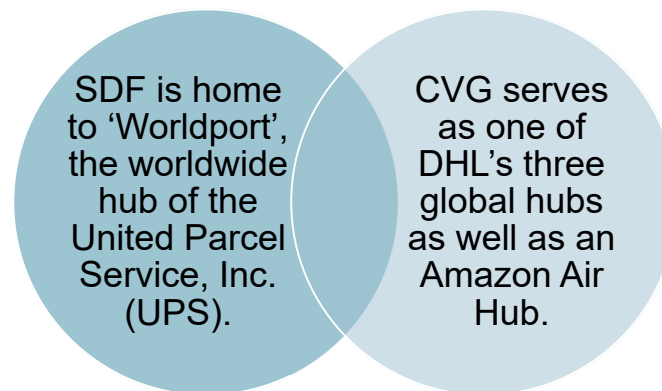 SDF is home
to ‘Worldport’,
the worldwide
hub of the
United Parcel
Service, Inc.
(UPS).
CVG serves
as one of
DHL’s three
global hubs
as well as an
Amazon Air
Hub.